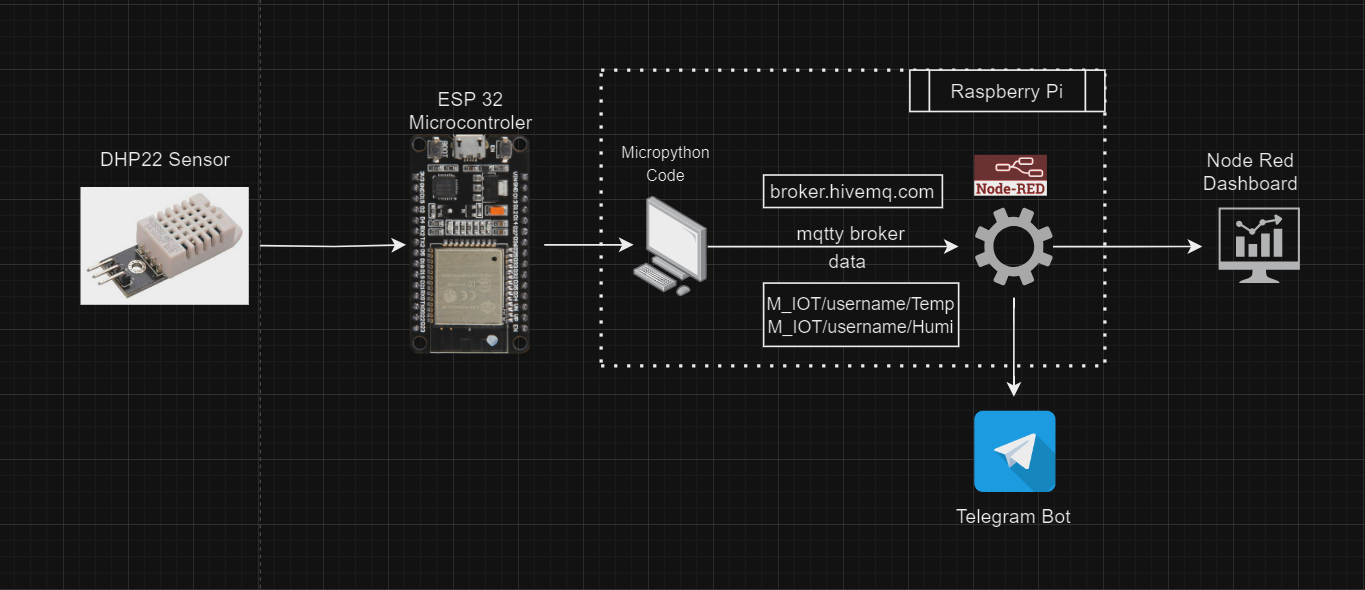 DHP22 Sensor
ESP 32
Microcontroler
Micropython
Code
Raspberry Pi
broker.hivemq.com
mqtty broker
data
M_IOT/username/Temp
M_IOT/username/Humi
Node-RED
Node Red
Dashboard
Telegram Bot